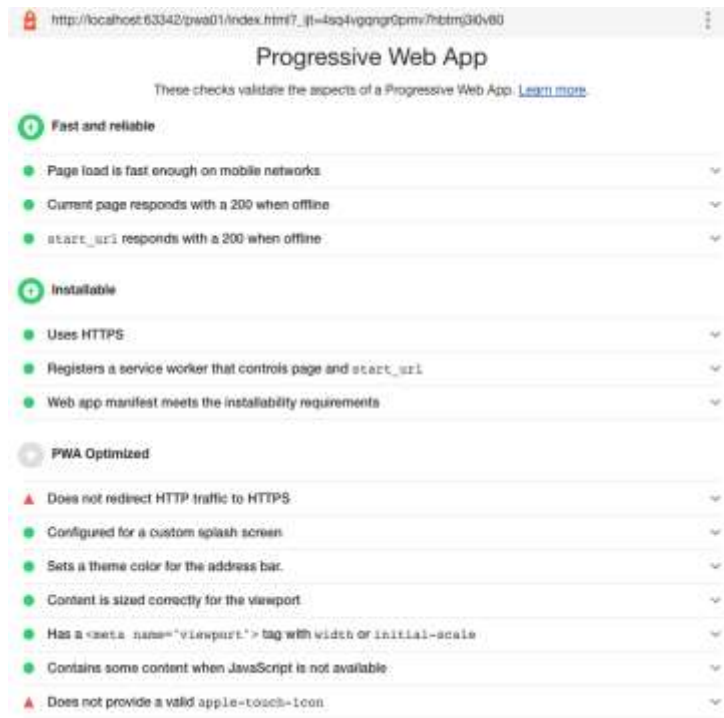 http://localhost:63342/pwa01/index.html?_ijt=4sq4vgqngr0pmv7hbtmj3i0v80
Progressive Web App
These checks validate the aspects of a Progressive Web App. Learn more.
Fast and reliable
Page load is fast enough on mobile networks
Current page responds with a 200 when offline
start_url responds with a 200 when offline
Installable
Uses HTTPS
Registers a service worker that controls page and start_url
Web app manifest meets the installability requirements
PWA Optimized
Does not redirect HTTP traffic to HTTPS
Configured for a custom splash screen
Sets a theme color for the address bar.
Content is sized correctly for the viewport
Has a <meta name="viewport"> tag with width or initial-scale
Contains some content when JavaScript is not available
Does not provide a valid apple-touch-icon